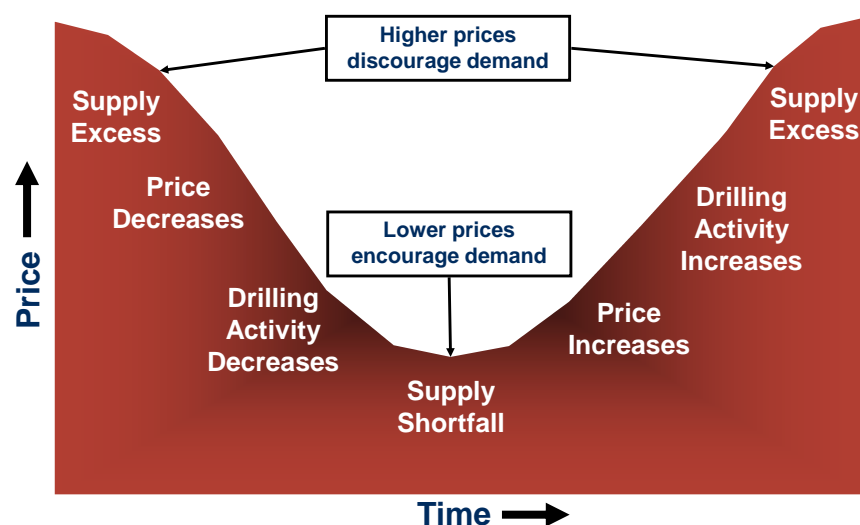 Higher prices
discourage demand
Supply
Excess
Supply
Excess
Price
Decreases
Drilling
Activity
Increases
Lower prices
encourage demand
Drilling
Activity
Decreases
Price
Increases
Supply
Shortfall
Price
Time